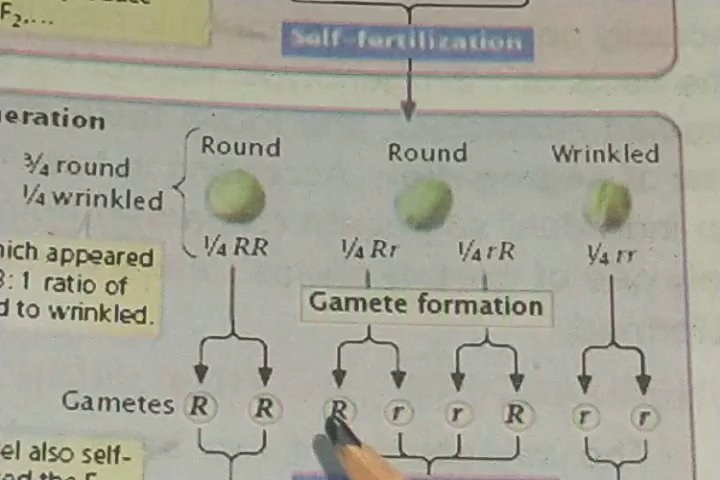 F2,....
Self-fertilization
eration
Round Round Wrinkled
3/4 round
1/4 wrinkled
1/4 RR 1/4 Rr 1/4 rR 1/4 rr
ich appeared
3:1 ratio of
d to wrinkled.
Gamete formation
Gametes R R R r r R r r
el also self-